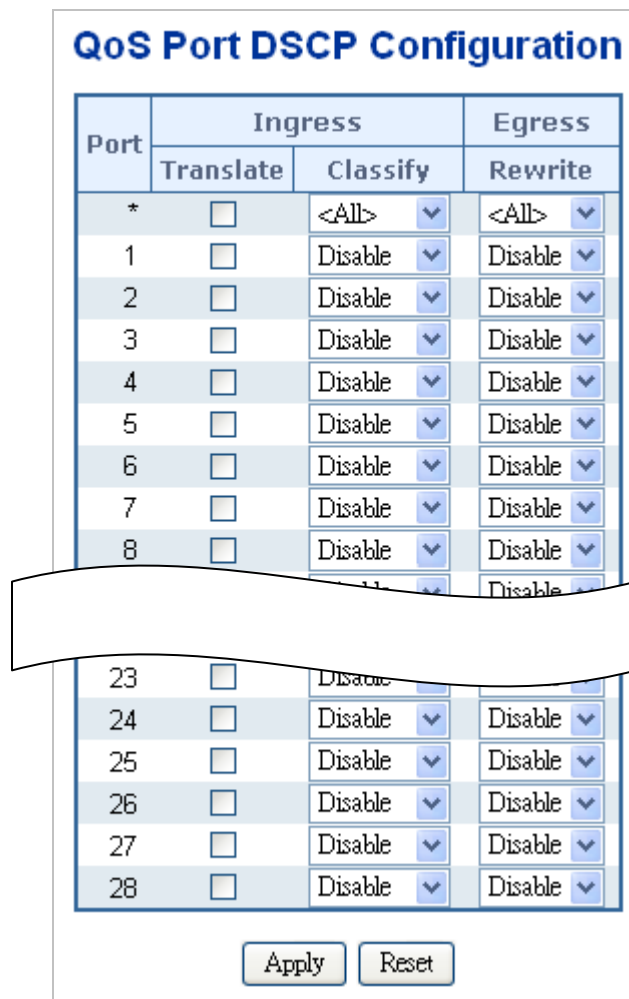 QoS Port DSCP Configuration
Port Ingress Egress
Translate Classify Rewrite
* <All> <All>
1 Disable Disable
2 Disable Disable
3 Disable Disable
4 Disable Disable
5 Disable Disable
6 Disable Disable
7 Disable Disable
8 Disable Disable
Disable
23 Disable
24 Disable Disable
25 Disable Disable
26 Disable Disable
27 Disable Disable
28 Disable Disable
Apply Reset